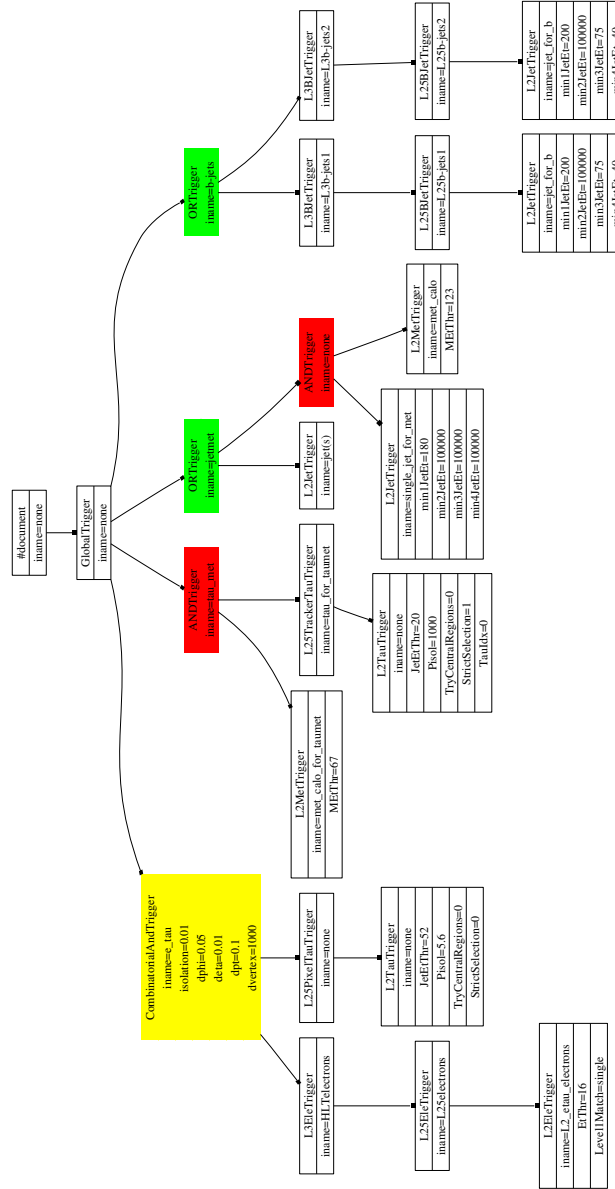 #document
iname=none
GlobalTrigger
iname=none
CombinatorialAndTrigger
iname=e_tau
isolation=0.01
dphi=0.05
deta=0.01
dpt=0.1
dvertex=1000
ANDTrigger
iname=tau_met
ORTrigger
iname=jetmet
ORTrigger
iname=b-jets
L3EleTrigger
iname=HLTelectrons
L25PixelTauTrigger
iname=none
L2MetTrigger
iname=met_calo_for_taumet
MEtThr=67
L25TrackerTauTrigger
iname=tau_for_taumet
L2JetTrigger
iname=jet(s)
ANDTrigger
iname=none
L3BJetTrigger
iname=L3b-jets1
L3BJetTrigger
iname=L3b-jets2
L25EleTrigger
iname=L25electrons
L2TauTrigger
iname=none
JetEtThr=52
Pisol=5.6
TryCentralRegions=0
StrictSelection=0
L2TauTrigger
iname=none
JetEtThr=20
Pisol=1000
TryCentralRegions=0
StrictSelection=1
TauIdx=0
L2JetTrigger
iname=single_jet_for_met
min1JetEt=180
min2JetEt=100000
min3JetEt=100000
min4JetEt=100000
L2MetTrigger
iname=met_calo
MEtThr=123
L25BJetTrigger
iname=L25b-jets1
L25BJetTrigger
iname=L25b-jets2
L2EleTrigger
iname=L2_etau_electrons
EtThr=16
Level1Match=single
L2JetTrigger
iname=jet_for_b
min1JetEt=200
min2JetEt=100000
min3JetEt=75
L2JetTrigger
iname=jet_for_b
min1JetEt=200
min2JetEt=100000
min3JetEt=75